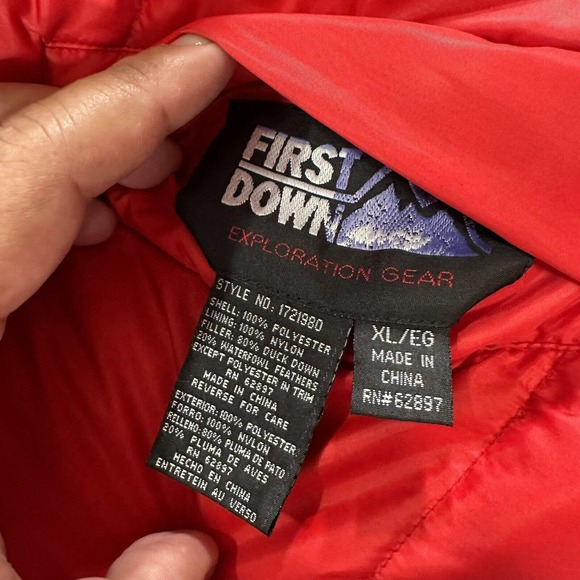 FIRST
DOWN
EXPLORATION GEAR
STYLE NO: 172198D
SHELL: 100% POLYESTER
LINING: 100% NYLON
FILLER: 80% DUCK DOWN
20% WATERFOWL FEATHERS
EXCEPT POLYESTER IN TRIM
RN 62897
MADE IN CHINA
REVERSE FOR CARE
EXTERIOR: 100% POLYESTER
FORRO: 100% NYLON
RELLENO: 80% PLUMA DE PATO
20% PLUMA DE AVES
RN 62897
HECHO EN CHINA
ENTRETEIN AU VERSO
XL/EG
MADE IN
CHINA
RN# 62897